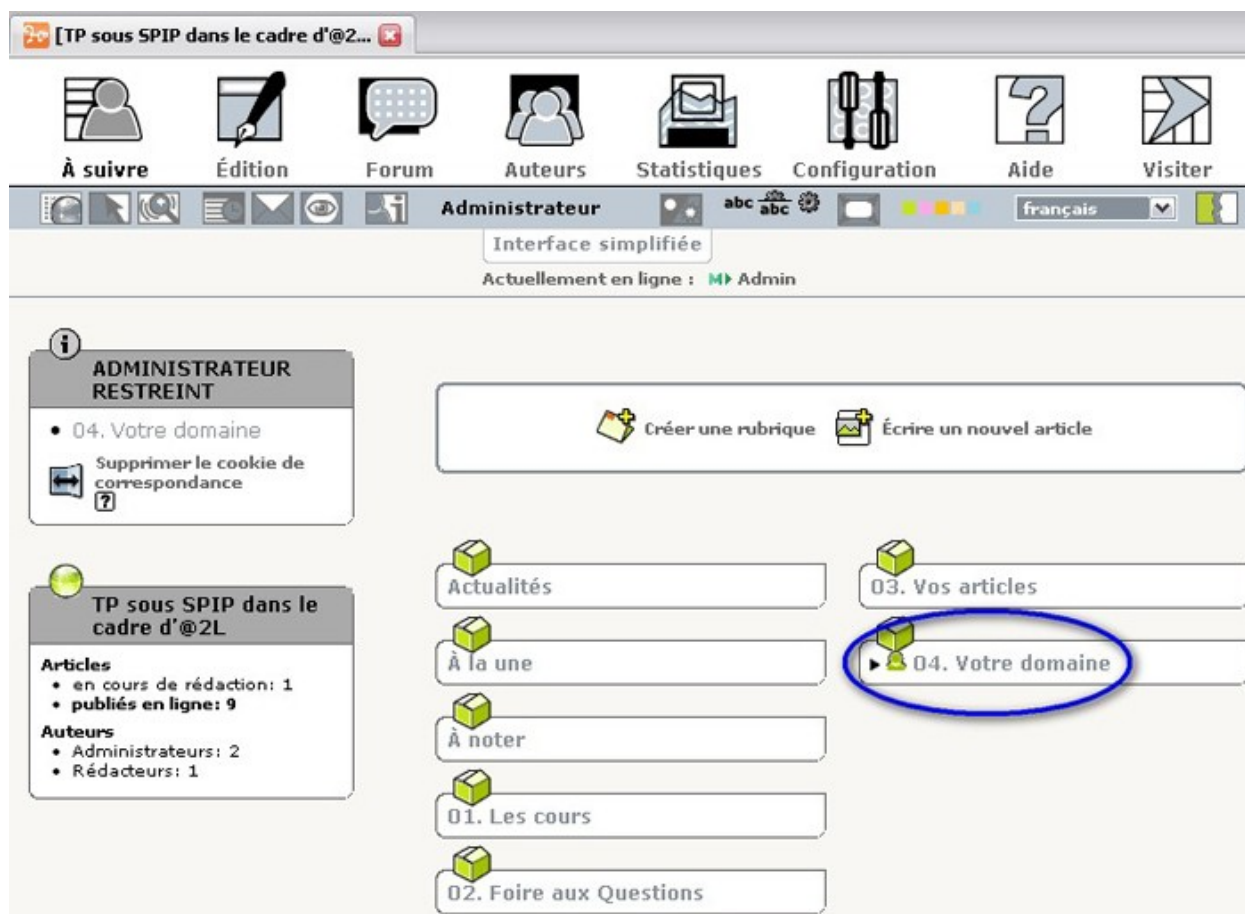 [TP sous SPIP dans le cadre d'@2...
À suivre
Édition
Forum
Auteurs
Statistiques
Configuration
Aide
Visiter
Administrateur
abc
abc
français
Interface simplifiée
Actuellement en ligne : Admin
ADMINISTRATEUR
RESTREINT
• 04. Votre domaine
Supprimer le cookie de
correspondance
?
Créer une rubrique
Écrire un nouvel article
TP sous SPIP dans le
cadre d'@2L
Articles
• en cours de rédaction: 1
• publiés en ligne: 9
Auteurs
• Administrateurs: 2
• Rédacteurs: 1
Actualités
À la une
À noter
01. Les cours
02. Foire aux Questions
03. Vos articles
04. Votre domaine